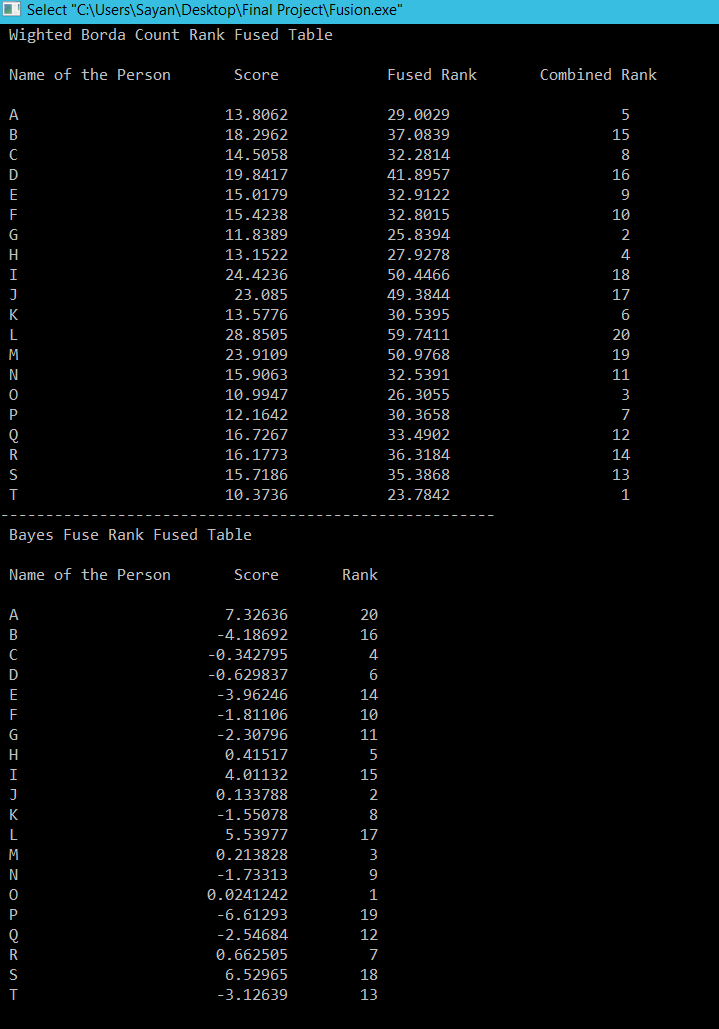 Select "C:\Users\Sayan\Desktop\Final Project\Fusion.exe"
Wighted Borda Count Rank Fused Table
Name of the Person Score Fused Rank Combined Rank
A 13.8062 29.0029 5
B 18.2962 37.0839 15
C 14.5058 32.2814 8
D 19.8417 41.8957 16
E 15.0179 32.9122 9
F 15.4238 32.8015 10
G 11.8389 25.8394 2
H 13.1522 27.9278 4
I 24.4236 50.4466 18
J 23.085 49.3844 17
K 13.5776 30.5395 6
L 28.8505 59.7411 20
M 23.9109 50.9768 19
N 15.9063 32.5391 11
O 10.9947 26.3055 3
P 12.1642 30.3658 7
Q 16.7267 33.4902 12
R 16.1773 36.3184 14
S 15.7186 35.3868 13
T 10.3736 23.7842 1
-------------------------------------------------------
Bayes Fuse Rank Fused Table
Name of the Person Score Rank
A 7.32636 20
B -4.18692 16
C -0.342795 4
D -0.629837 6
E -3.96246 14
F -1.81106 10
G -2.30796 11
H 0.41517 5
I 4.01132 15
J 0.133788 2
K -1.55078 8
L 5.53977 17
M 0.213828 3
N -1.73313 9
O 0.0241242 1
P -6.61293 19
Q -2.54684 12
R 0.662505 7
S 6.52965 18
T -3.12639 13